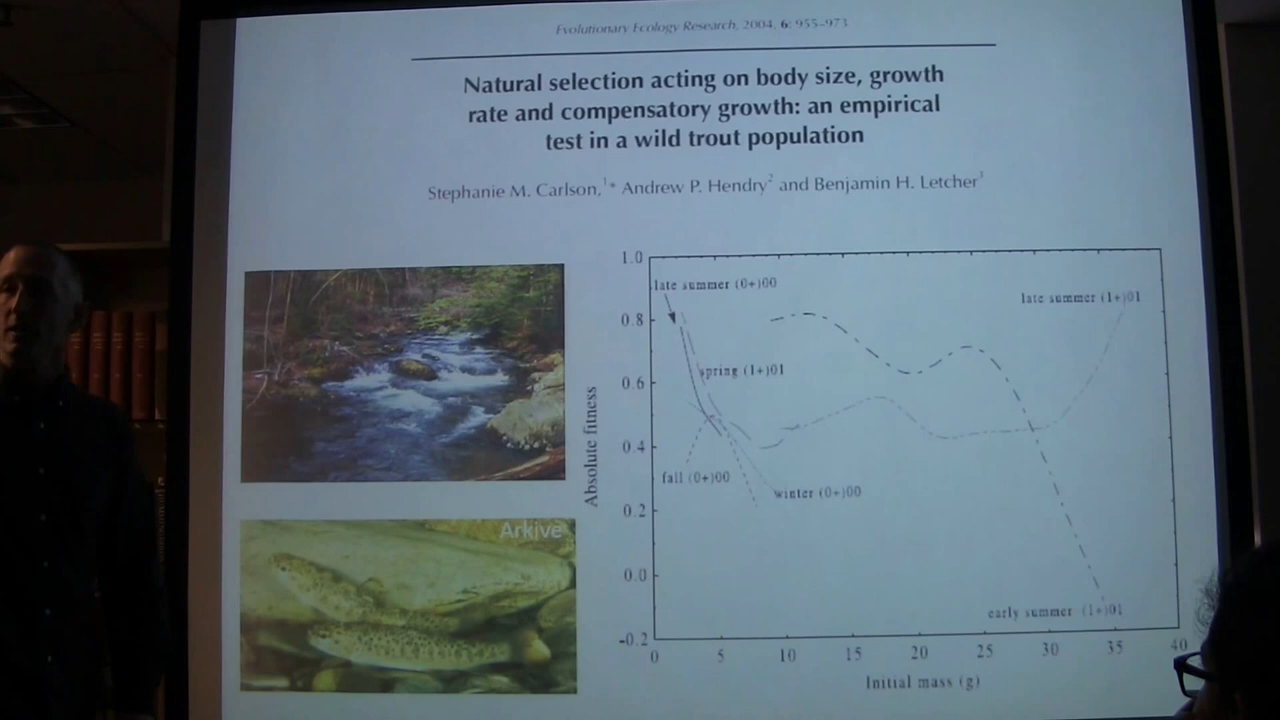 Evolutionary Ecology Research, 2004, 6: 955–973
Natural selection acting on body size, growth
rate and compensatory growth: an empirical
test in a wild trout population
Stephanie M. Carlson,1* Andrew P. Hendry2 and Benjamin H. Letcher3
Arkive
Absolute fitness
1.0
0.8
0.6
0.4
0.2
0.0
-0.2
late summer (0+)00
late summer (1+)01
spring (1+)01
fall (0+)00
winter (0+)00
early summer (1+)01
0 5 10 15 20 25 30 35 40
Initial mass (g)